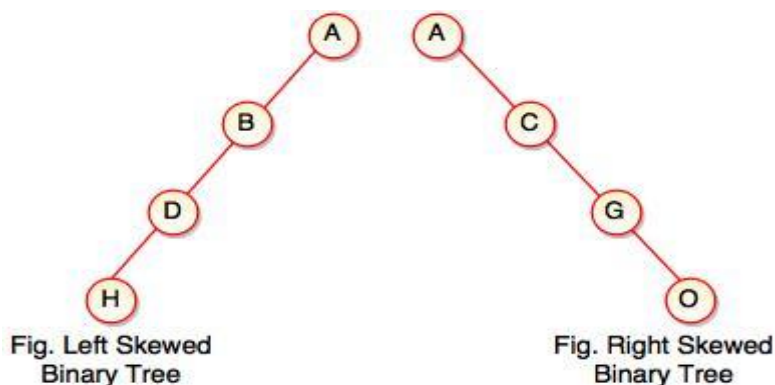 A
A
B
C
D
G
H
O
Fig. Left Skewed
Binary Tree
Fig. Right Skewed
Binary Tree